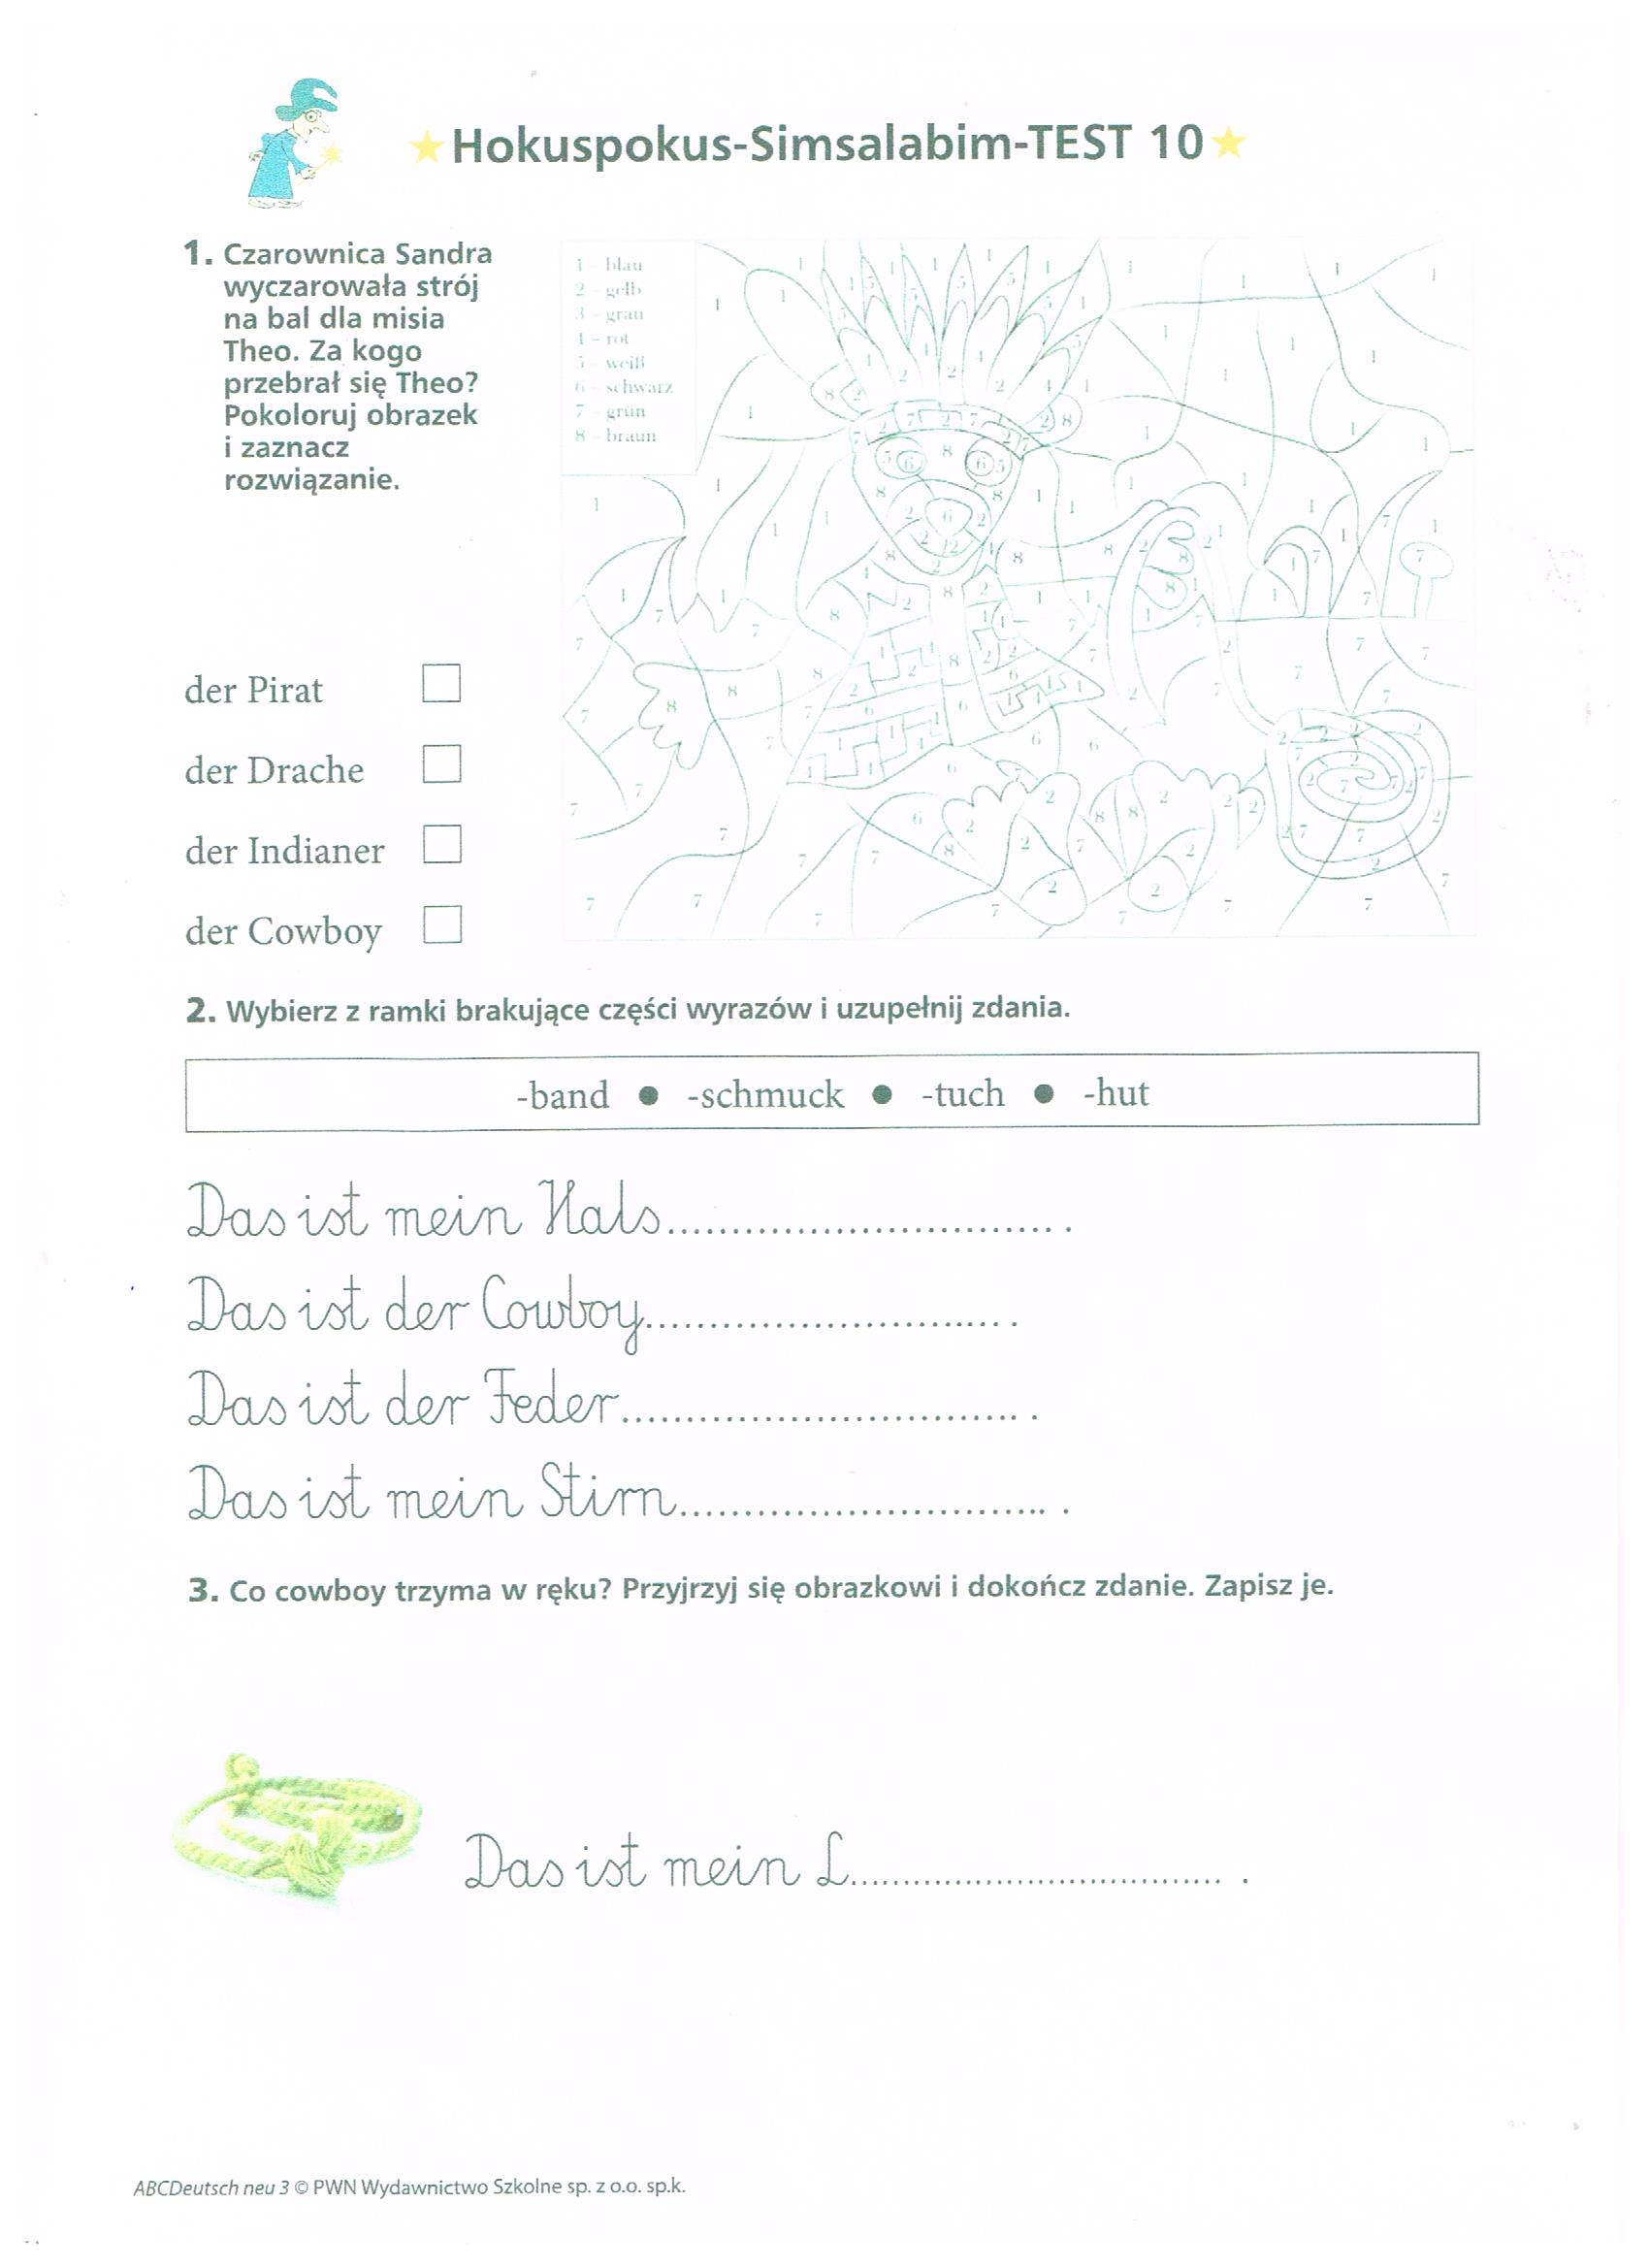 Hokuspokus-Simsalabim-TEST 10
1. Czarownica Sandra
wyczarowała strój
na bal dla misia
Theo. Za kogo
przebrał się Theo?
Pokoloruj obrazek
i zaznacz
rozwiązanie.
1 – blau
2 – gelb
3 – grau
4 – rot
5 – weiß
6 – schwarz
7 – grün
8 – braun
der Pirat
der Drache
der Indianer
der Cowboy
2. Wybierz z ramki brakujące części wyrazów i uzupełnij zdania.
-band ● -schmuck ● -tuch ● -hut
Das ist mein Hals.............................. .
Das ist der Cowboy.............................. .
Das ist der Feder.............................. .
Das ist mein Stirn.............................. .
3. Co cowboy trzyma w ręku? Przyjrzyj się obrazkowi i dokończ zdanie. Zapisz je.
Das ist mein L.............................. .
ABCDeutsch neu 3 © PWN Wydawnictwo Szkolne sp. z o.o. sp.k.